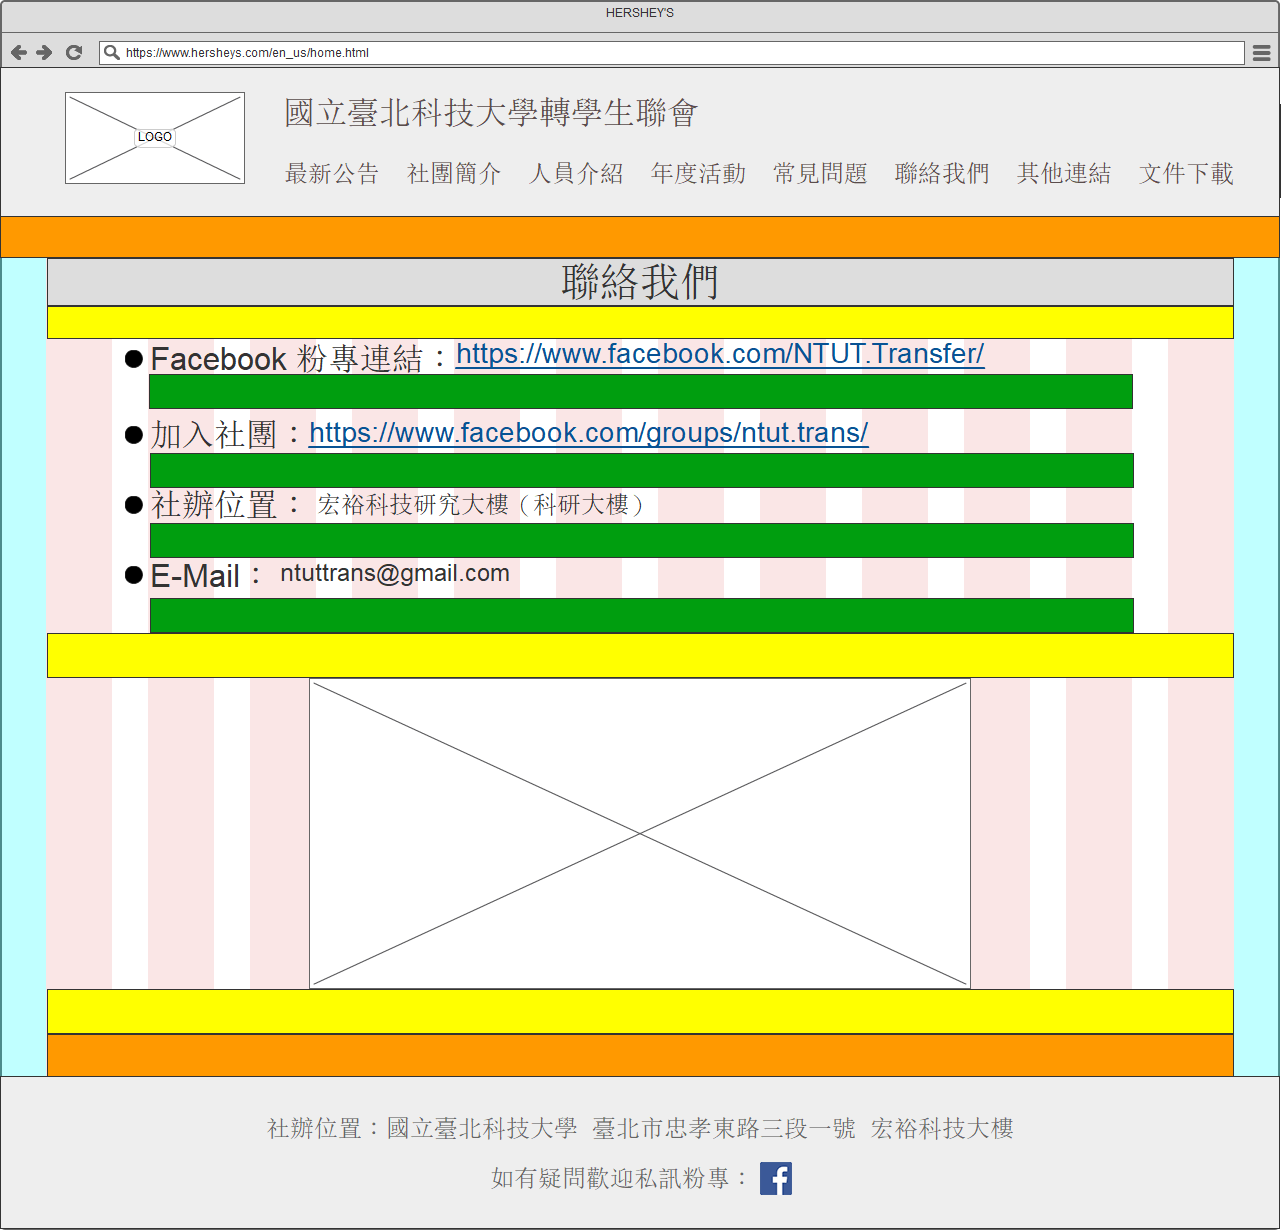 HERSHEY'S
https://www.hersheys.com/en_us/home.html
LOGO
國立臺北科技大學轉學生聯會
最新公告 社團簡介 人員介紹 年度活動 常見問題 聯絡我們 其他連結 文件下載
聯絡我們
Facebook 粉專連結：https://www.facebook.com/NTUT.Transfer/
加入社團：https://www.facebook.com/groups/ntut.trans/
社辦位置： 宏裕科技研究大樓（科研大樓）
E-Mail： ntuttrans@gmail.com
社辦位置：國立臺北科技大學 臺北市忠孝東路三段一號 宏裕科技大樓
如有疑問歡迎私訊粉專：